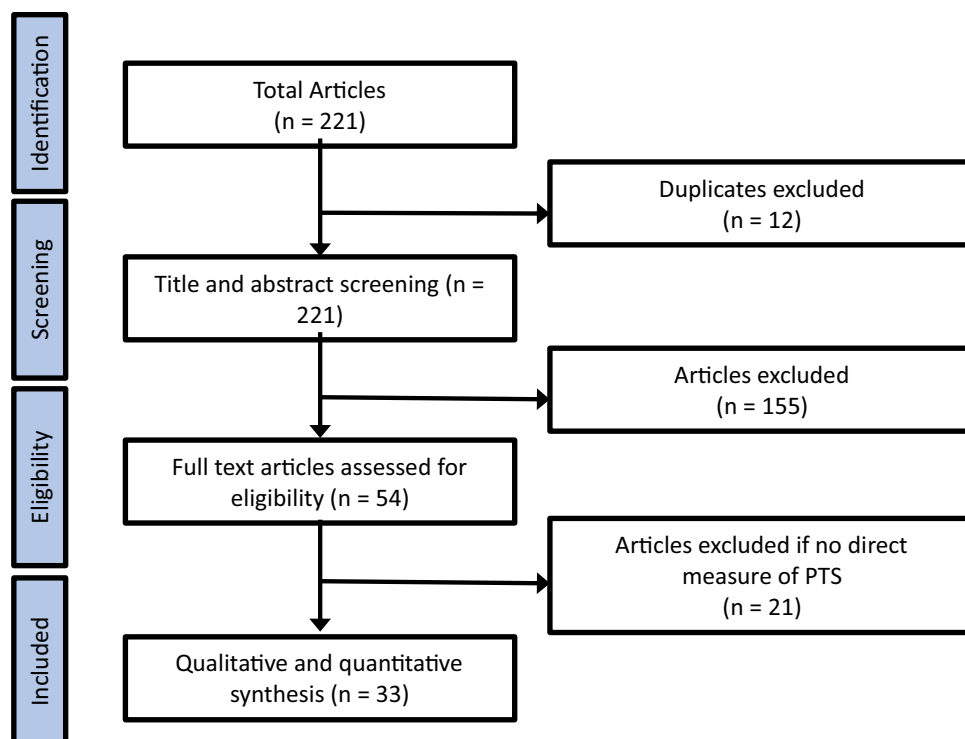 Identification
Total Articles
(n = 221)
Duplicates excluded
(n = 12)
Screening
Title and abstract screening (n =
221)
Articles excluded
(n = 155)
Eligibility
Full text articles assessed for
eligibility (n = 54)
Articles excluded if no direct
measure of PTS
(n = 21)
Included
Qualitative and quantitative
synthesis (n = 33)